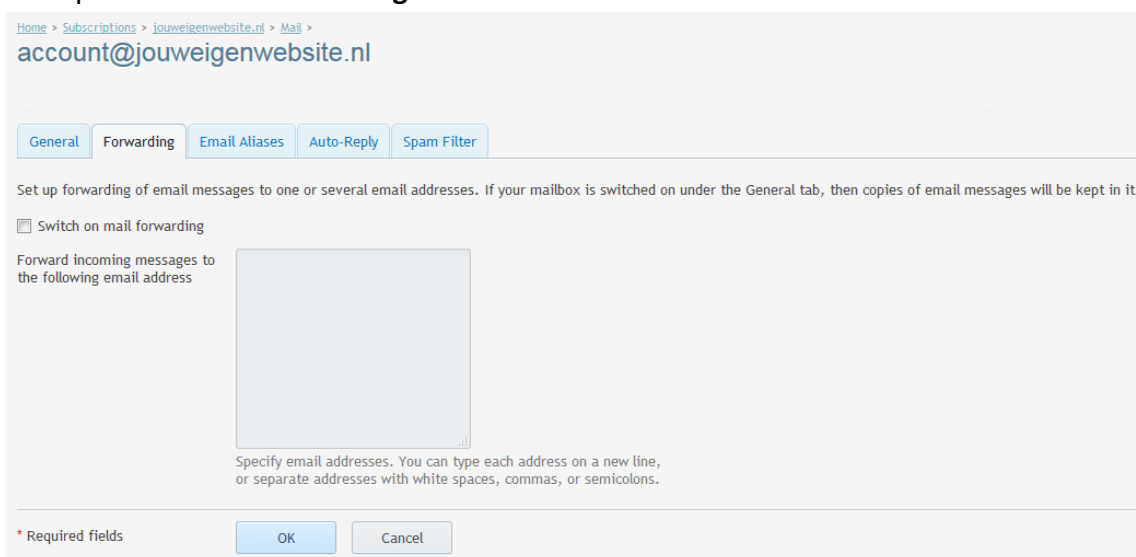 Home > Subscriptions > jouweigenwebsite.nl > Mail >
account@jouweigenwebsite.nl
General Forwarding Email Aliases Auto-Reply Spam Filter
Set up forwarding of email messages to one or several email addresses. If your mailbox is switched on under the General tab, then copies of email messages will be kept in it
Switch on mail forwarding
Forward incoming messages to
the following email address
Specify email addresses. You can type each address on a new line,
or separate addresses with white spaces, commas, or semicolons.
* Required fields OK Cancel